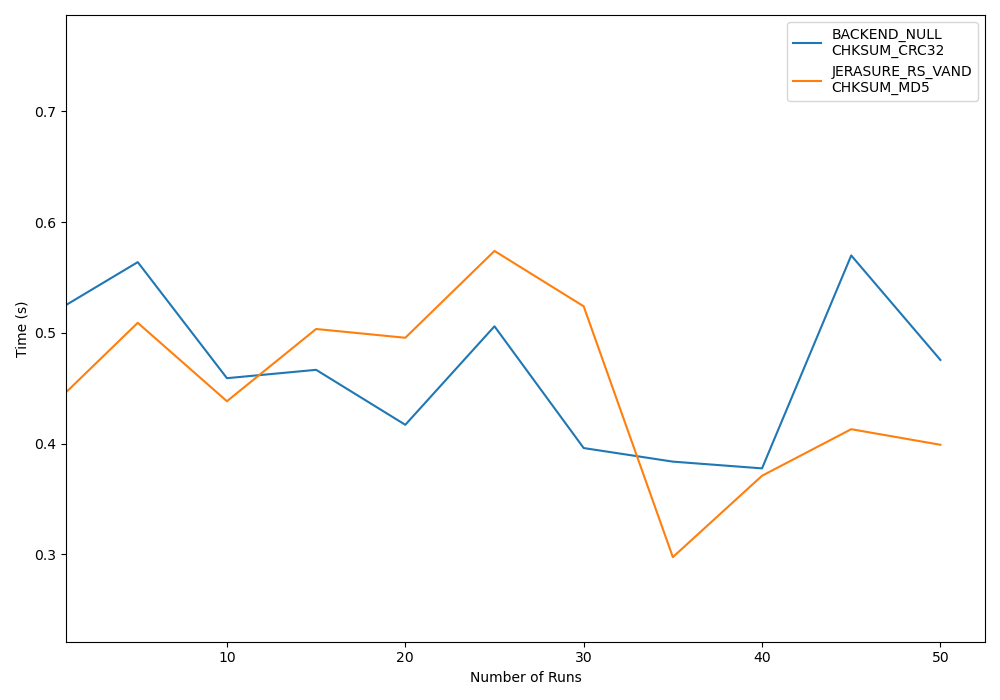 BACKEND_NULL
CHKSUM_CRC32
JERASURE_RS_VAND
CHKSUM_MD5
0.7
0.6
0.5
0.4
0.3
Time (s)
10 20 30 40 50
Number of Runs